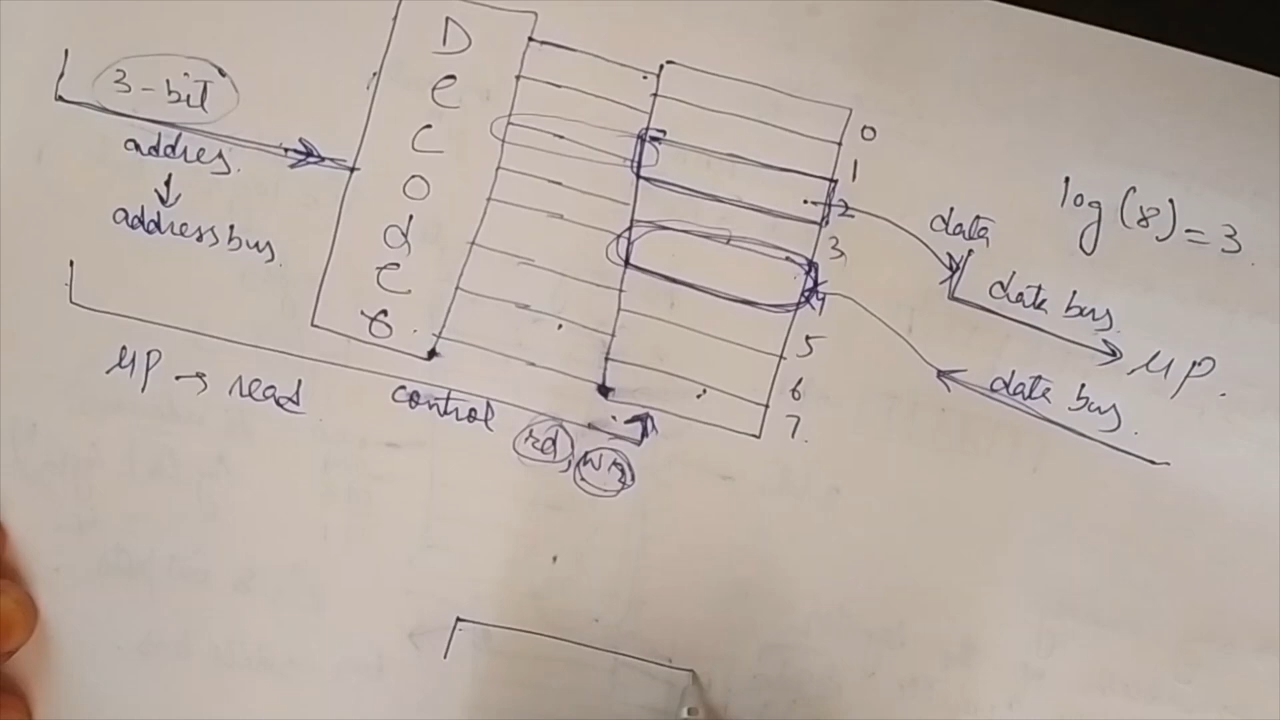 3-bit
addres.
↓
address bus.
D
e
c
o
d
e
r
0
1
2
3
4
5
6
7.
log(8)=3
data
data bus.
μP.
data bus.
μP → read
control
rd, WR